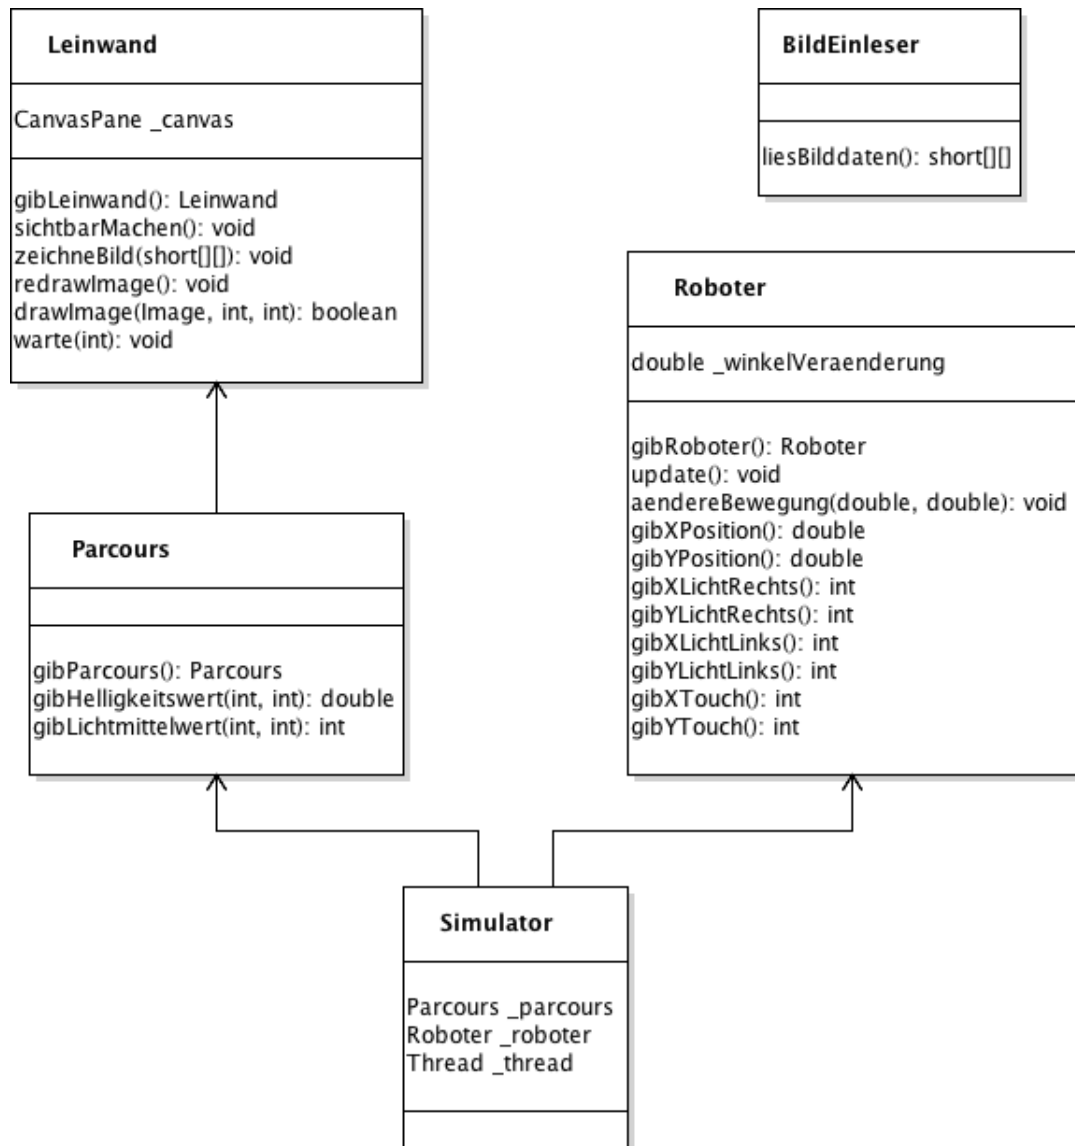 Leinwand
CanvasPane _canvas
gibLeinwand(): Leinwand
sichtbarMachen(): void
zeichneBild(short[][]): void
redrawImage(): void
drawImage(Image, int, int): boolean
warte(int): void
BildEinleser
liesBilddaten(): short[][]
Roboter
double _winkelVeraenderung
gibRoboter(): Roboter
update(): void
aendereBewegung(double, double): void
gibXPosition(): double
gibYPosition(): double
gibXLichtRechts(): int
gibYLichtRechts(): int
gibXLichtLinks(): int
gibYLichtLinks(): int
gibXTouch(): int
gibYTouch(): int
Parcours
gibParcours(): Parcours
gibHelligkeitswert(int, int): double
gibLichtmittelwert(int, int): int
Simulator
Parcours _parcours
Roboter _roboter
Thread _thread